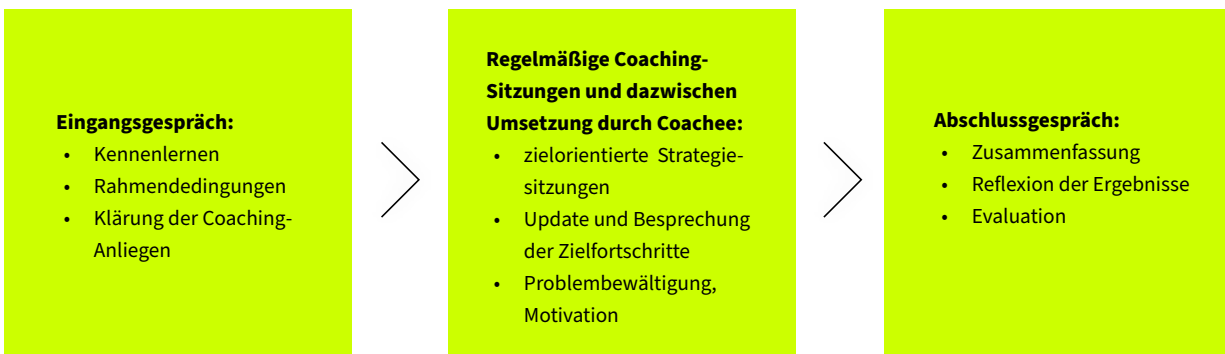 Eingangsgespräch:
• Kennenlernen
• Rahmendedingungen
• Klärung der Coaching-
Anliegen
Regelmäßige Coaching-
Sitzungen und dazwischen
Umsetzung durch Coachee:
• zielorientierte Strategie-
sitzungen
• Update und Besprechung
der Zielfortschritte
• Problembewältigung,
Motivation
Abschlussgespräch:
• Zusammenfassung
• Reflexion der Ergebnisse
• Evaluation